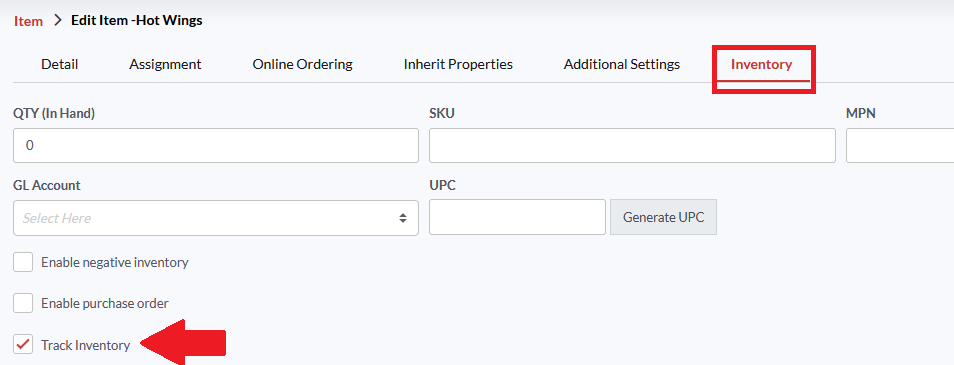 Item > Edit Item -Hot Wings
Detail Assignment Online Ordering Inherit Properties Additional Settings Inventory
QTY (In Hand) SKU MPN
0
GL Account UPC
Select Here Generate UPC
Enable negative inventory
Enable purchase order
Track Inventory